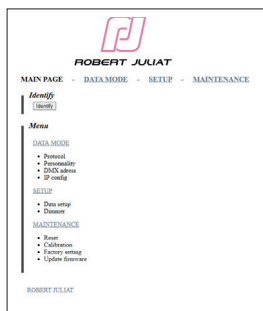 ROBERT JULIAT
MAIN PAGE - DATA MODE - SETUP - MAINTENANCE
Identify
Identify
Menu
DATA MODE
Protocol
Personnality
DMX adress
IP config
SETUP
Data setup
Dimmer
MAINTENANCE
Reset
Calibration
Factory setting
Update firmware
ROBERT JULIAT